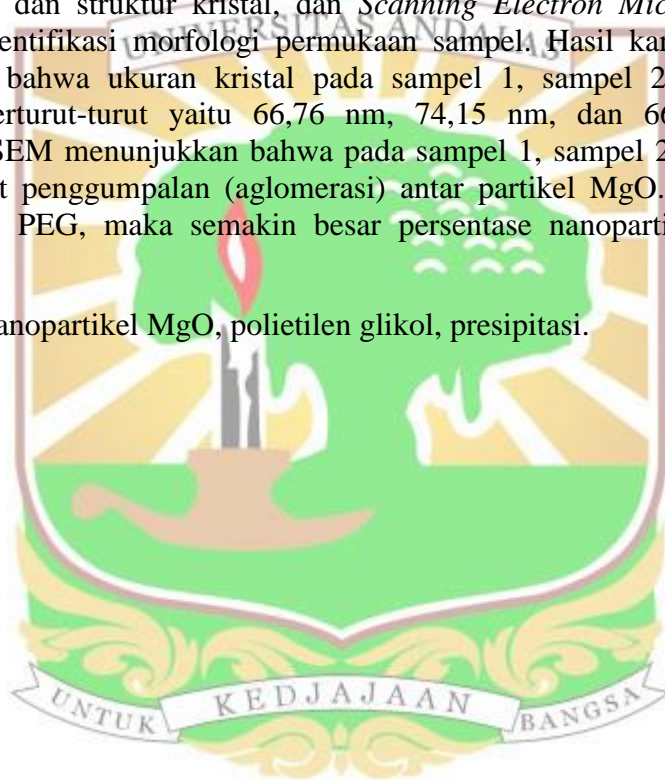 dan struktur kristal, dan Scanning Electron Mic
entifikasi morfologi permukaan sampel. Hasil kar
bahwa ukuran kristal pada sampel 1, sampel 2
erturut-turut yaitu 66,76 nm, 74,15 nm, dan 66
SEM menunjukkan bahwa pada sampel 1, sampel 2
t penggumpalan (aglomerasi) antar partikel MgO.
PEG, maka semakin besar persentase nanoparti
anopartikel MgO, polietilen glikol, presipitasi.
UNIVERSITAS ANDALAS
UNTUK KEDJAJAAN BANGSA